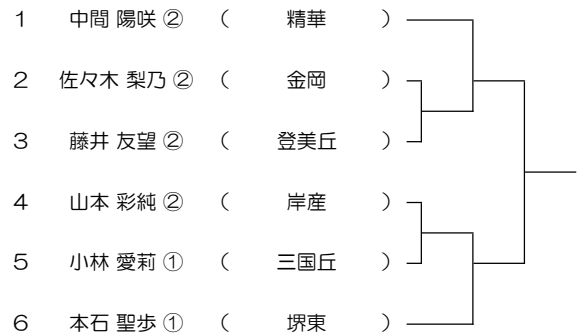 1 中間 陽咲 ② （ 精華 ）
2 佐々木 梨乃 ② （ 金岡 ）
3 藤井 友望 ② （ 登美丘 ）
4 山本 彩純 ② （ 岸産 ）
5 小林 愛莉 ① （ 三国丘 ）
6 本石 聖歩 ① （ 堺東 ）